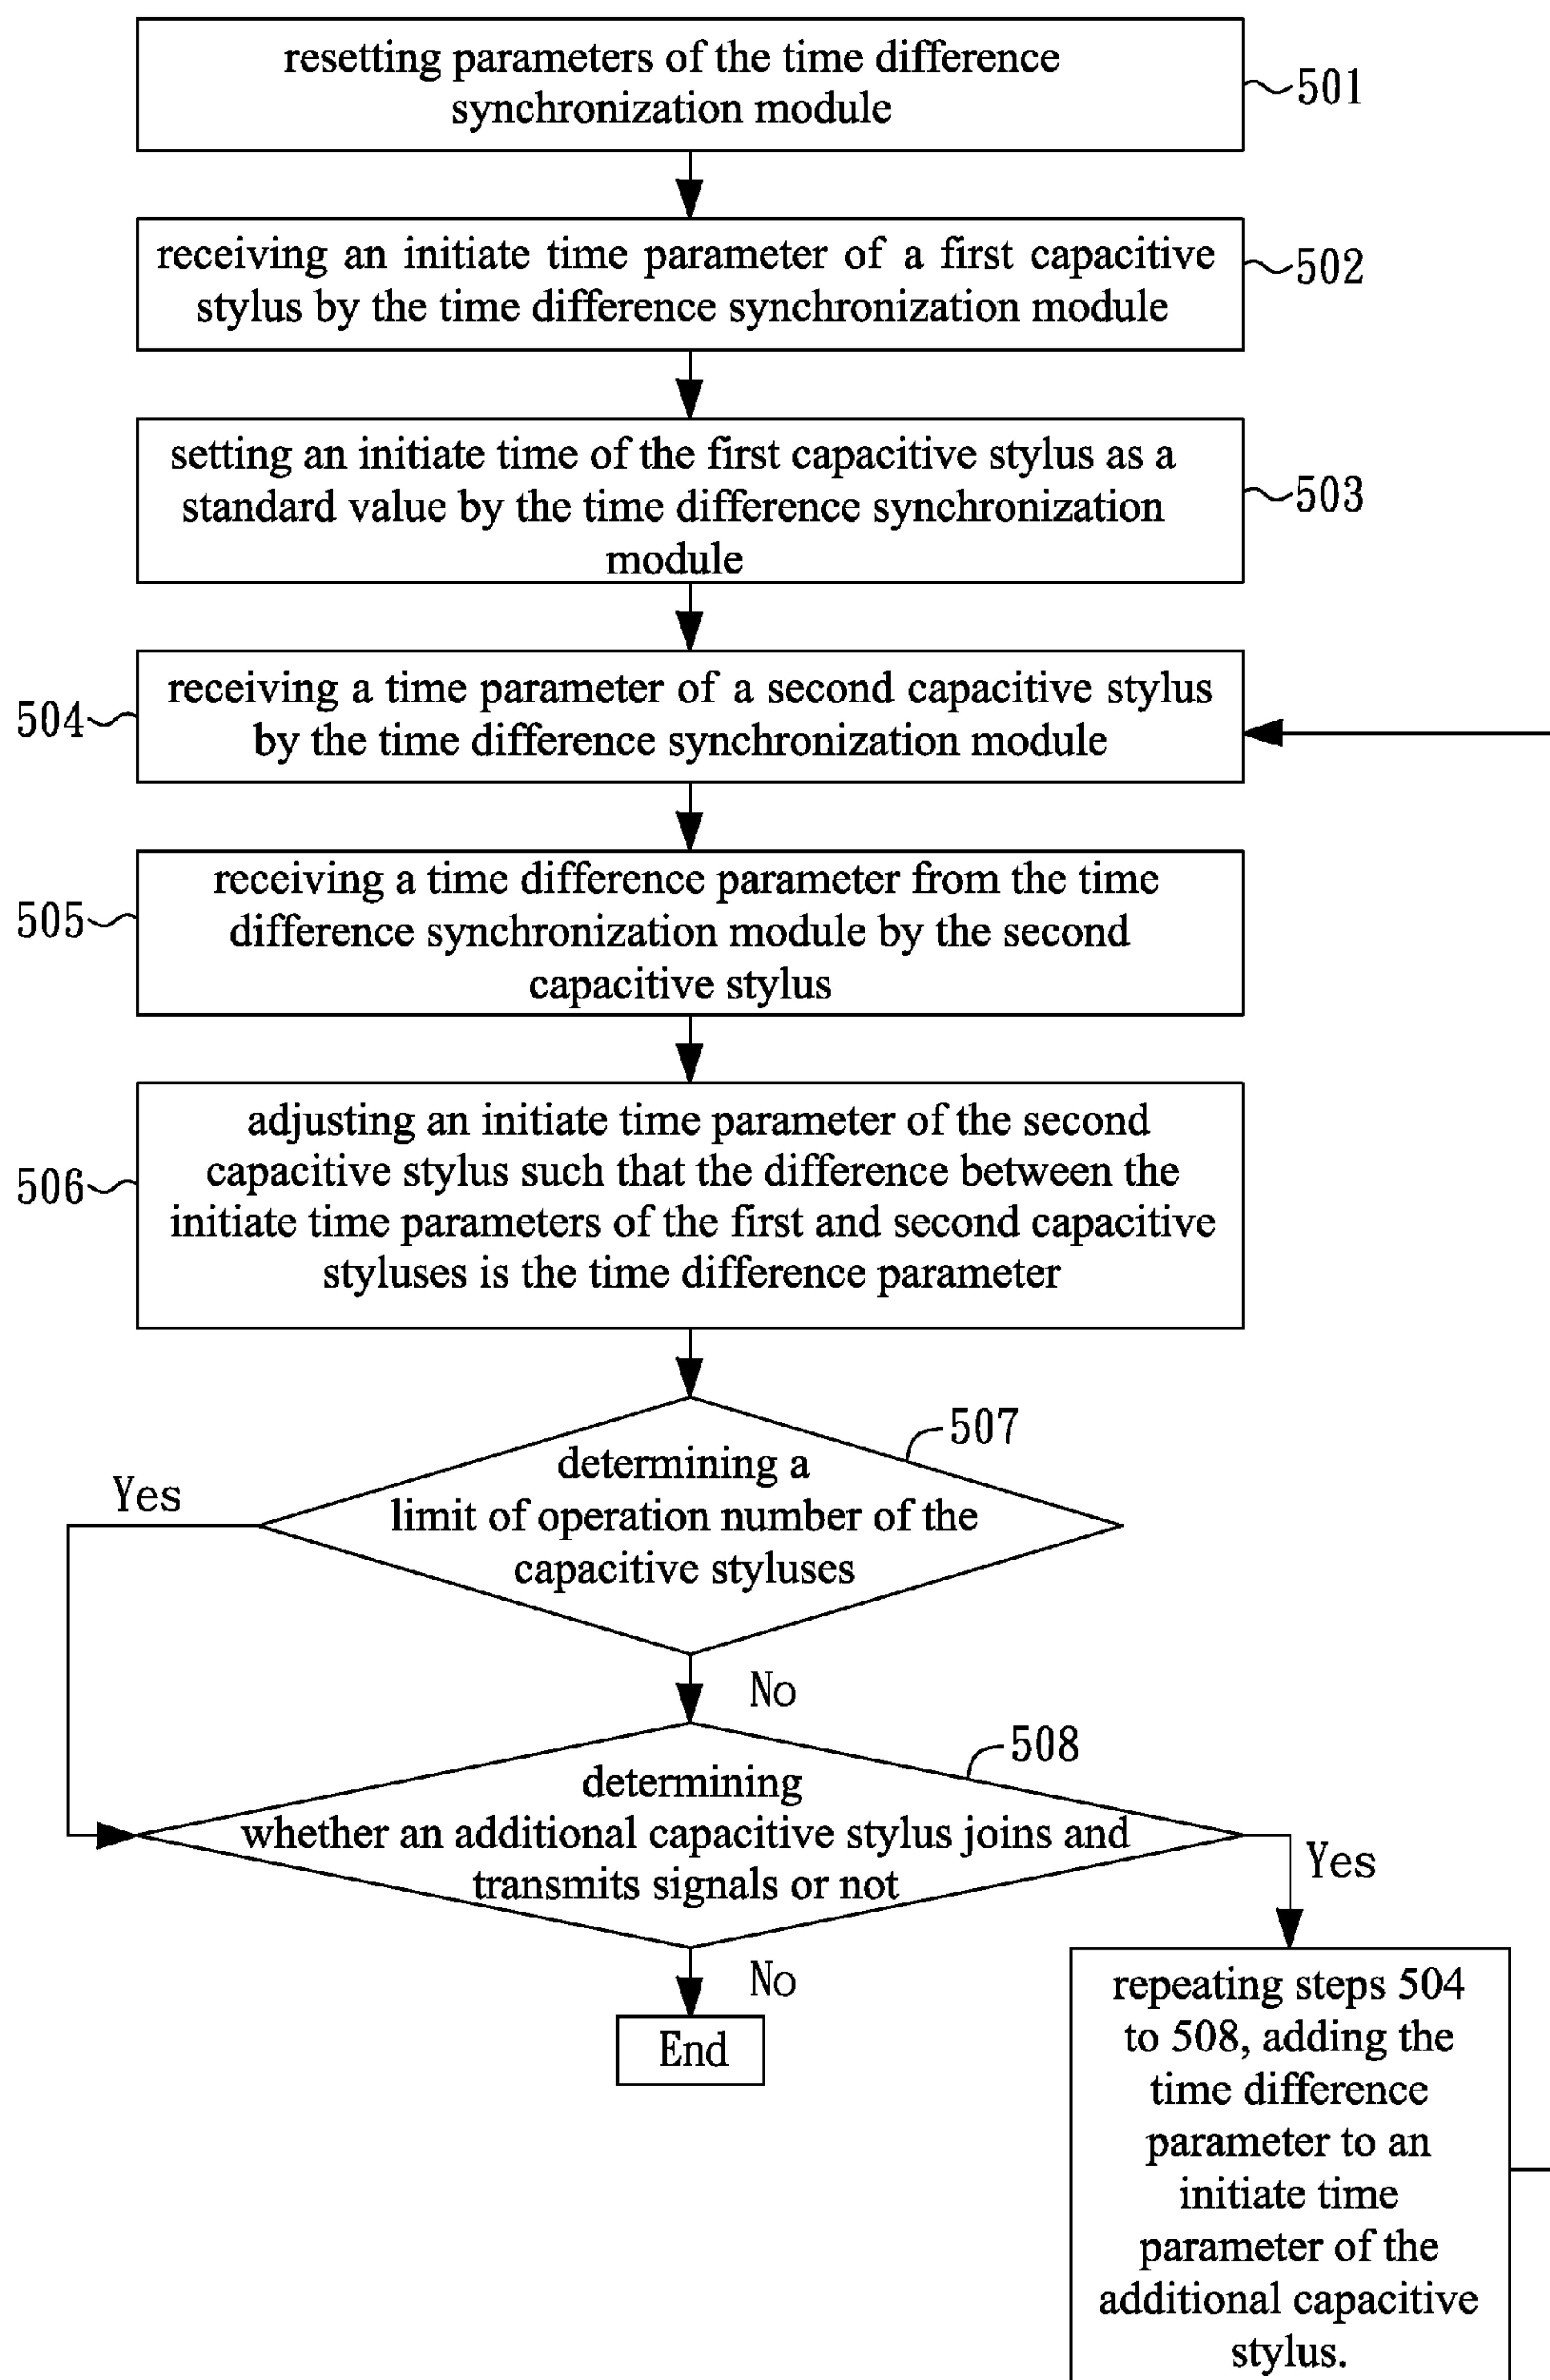 resetting parameters of the time difference
synchronization module
501
receiving an initiate time parameter of a first capacitive
stylus by the time difference synchronization module
502
setting an initiate time of the first capacitive stylus as a
standard value by the time difference synchronization
module
503
504
receiving a time parameter of a second capacitive stylus
by the time difference synchronization module
505
receiving a time difference parameter from the time
difference synchronization module by the second
capacitive stylus
506
adjusting an initiate time parameter of the second
capacitive stylus such that the difference between the
initiate time parameters of the first and second capacitive
styluses is the time difference parameter
507
determining a
limit of operation number of the
capacitive styluses
Yes
No
508
determining
whether an additional capacitive stylus joins and
transmits signals or not
Yes
No
End
repeating steps 504
to 508, adding the
time difference
parameter to an
initiate time
parameter of the
additional capacitive
stylus.